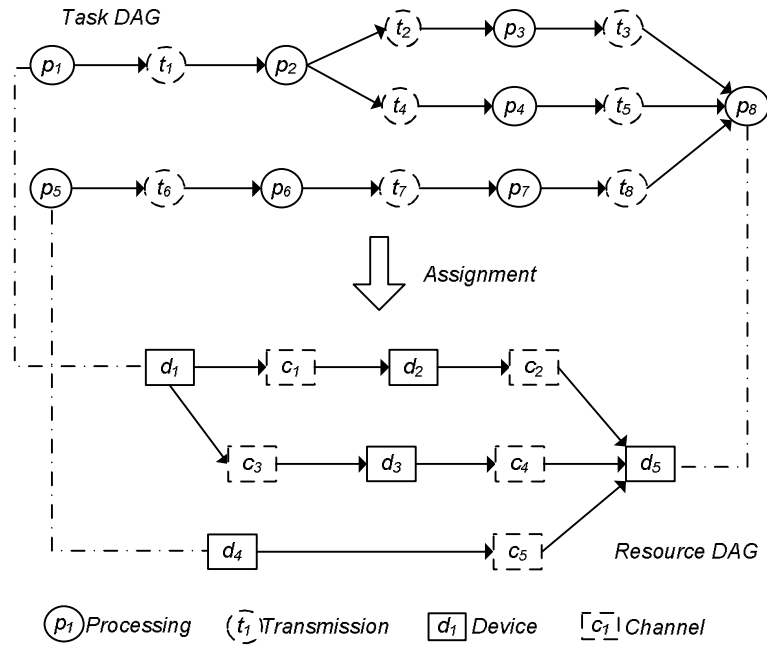 Task DAG
t2 p3 t3
p1 t1 p2
t4 p4 t5 p8
p5 t6 p6 t7 p7 t8
Assignment
d1 c1 d2 c2
c3 d3 c4 d5
d4 c5 Resource DAG
p1 Processing t1 Transmission d1 Device c1 Channel